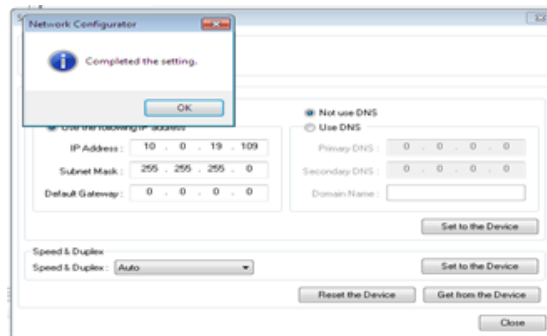 Network Configurator
Completed the setting.
OK
Use the following IP address
IP Address : 10 . 0 . 19 . 109
Subnet Mask : 255 . 255 . 255 . 0
Default Gateway : 0 . 0 . 0 . 0
Not use DNS
Use DNS
Primary DNS : 0 . 0 . 0 . 0
Secondary DNS : 0 . 0 . 0 . 0
Domain Name :
Set to the Device
Speed & Duplex
Speed & Duplex : Auto
Set to the Device
Reset the Device
Get from the Device
Close